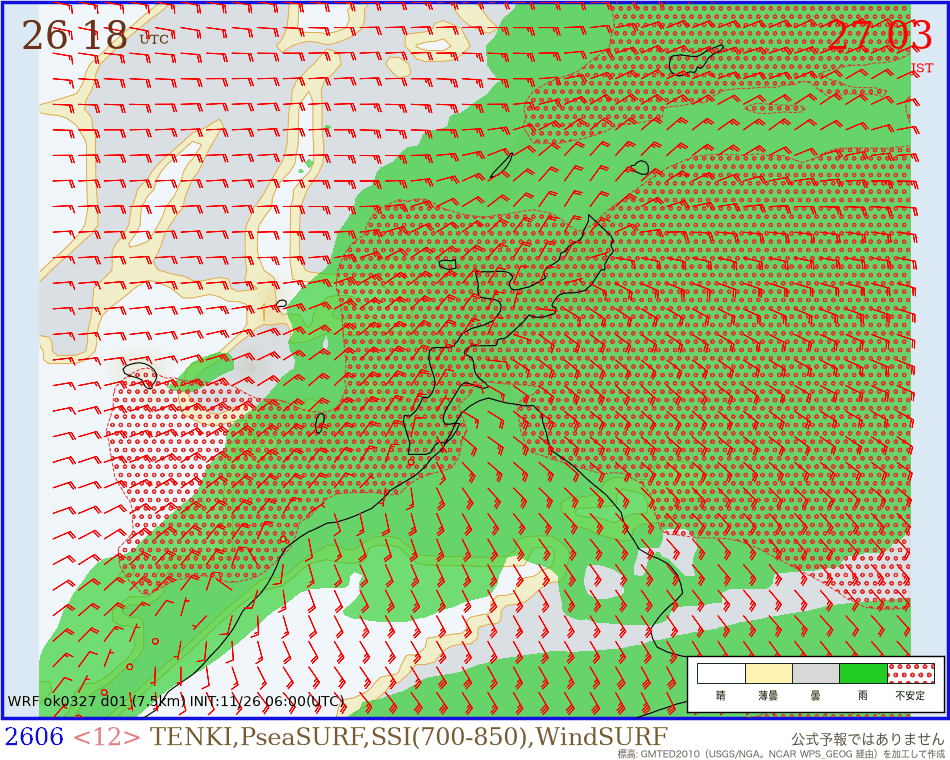 26 18 UTC
27 03
JST
WRF ok0327 d01 (7.5km) INIT:11/26 06:00(UTC)
晴 薄曇 曇 雨 不安定
2606 <12> TENKI,PseaSURF,SSI(700-850),WindSURF
公式予報ではありません
標高: GMTED2010（USGS/NGA。NCAR WPS_GEOG 経由）を加工して作成